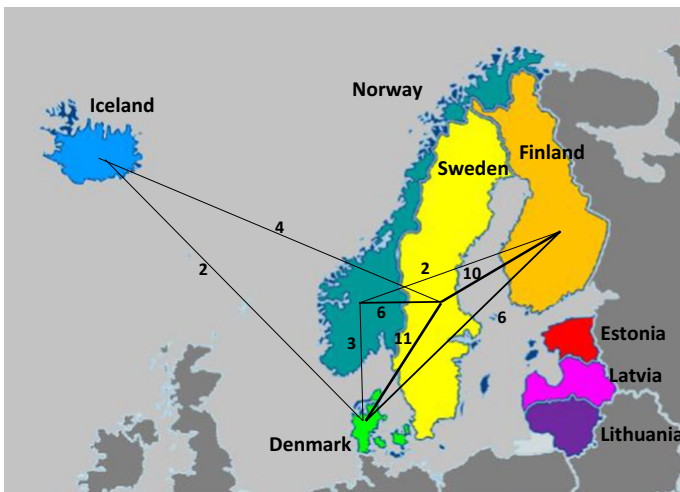 Iceland
Norway
Finland
Sweden
4
2
2
10
6
6
3
11
Estonia
Latvia
Denmark
Lithuania